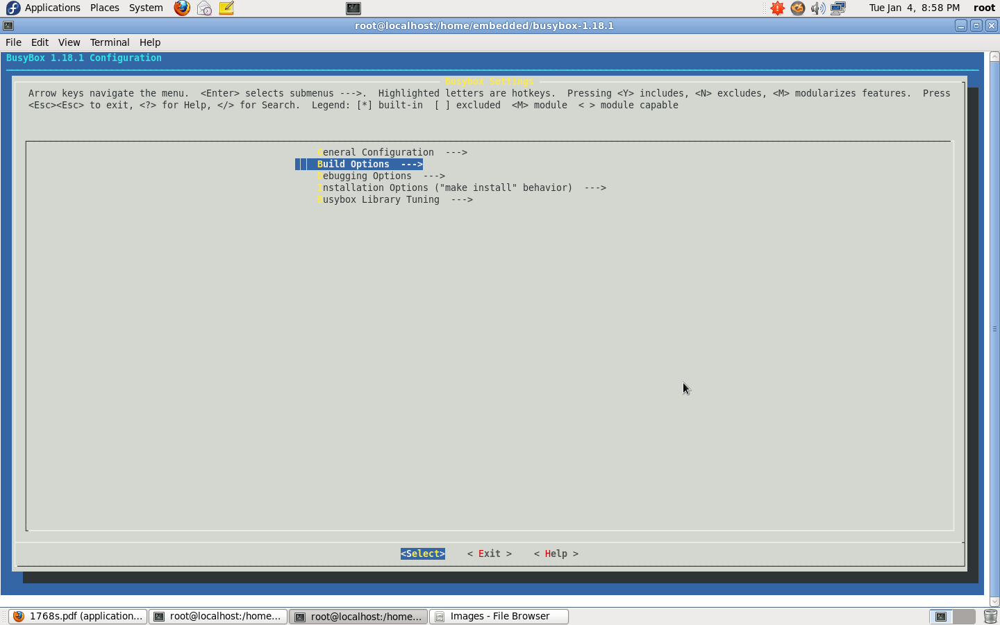 Applications Places System Tue Jan 4, 8:58 PM root
root@localhost:/home/embedded/busybox-1.18.1
File Edit View Terminal Help
BusyBox 1.18.1 Configuration
Busybox Settings
Arrow keys navigate the menu. <Enter> selects submenus --->. Highlighted letters are hotkeys. Pressing <Y> includes, <N> excludes, <M> modularizes features. Press
<Esc><Esc> to exit, <?> for Help, </> for Search. Legend: [*] built-in [ ] excluded <M> module < > module capable
General Configuration --->
Build Options --->
Debugging Options --->
Installation Options ("make install" behavior) --->
Busybox Library Tuning --->
<Select> < Exit > < Help >
1768s.pdf (application... root@localhost:/home... root@localhost:/home... Images - File Browser